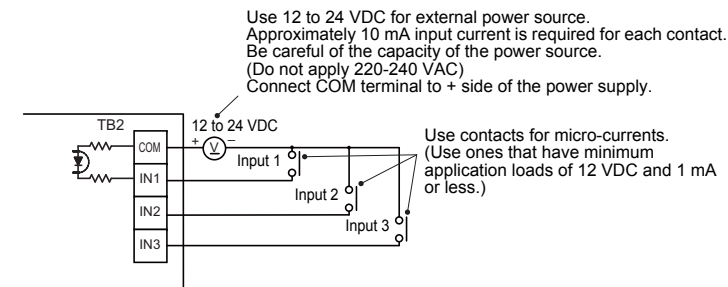 Use 12 to 24 VDC for external power source.
Approximately 10 mA input current is required for each contact.
Be careful of the capacity of the power source.
(Do not apply 220-240 VAC)
Connect COM terminal to + side of the power supply.
TB2
12 to 24 VDC
+ V −
COM
IN1
IN2
IN3
Input 1
Input 2
Input 3
Use contacts for micro-currents.
(Use ones that have minimum
application loads of 12 VDC and 1 mA
or less.)